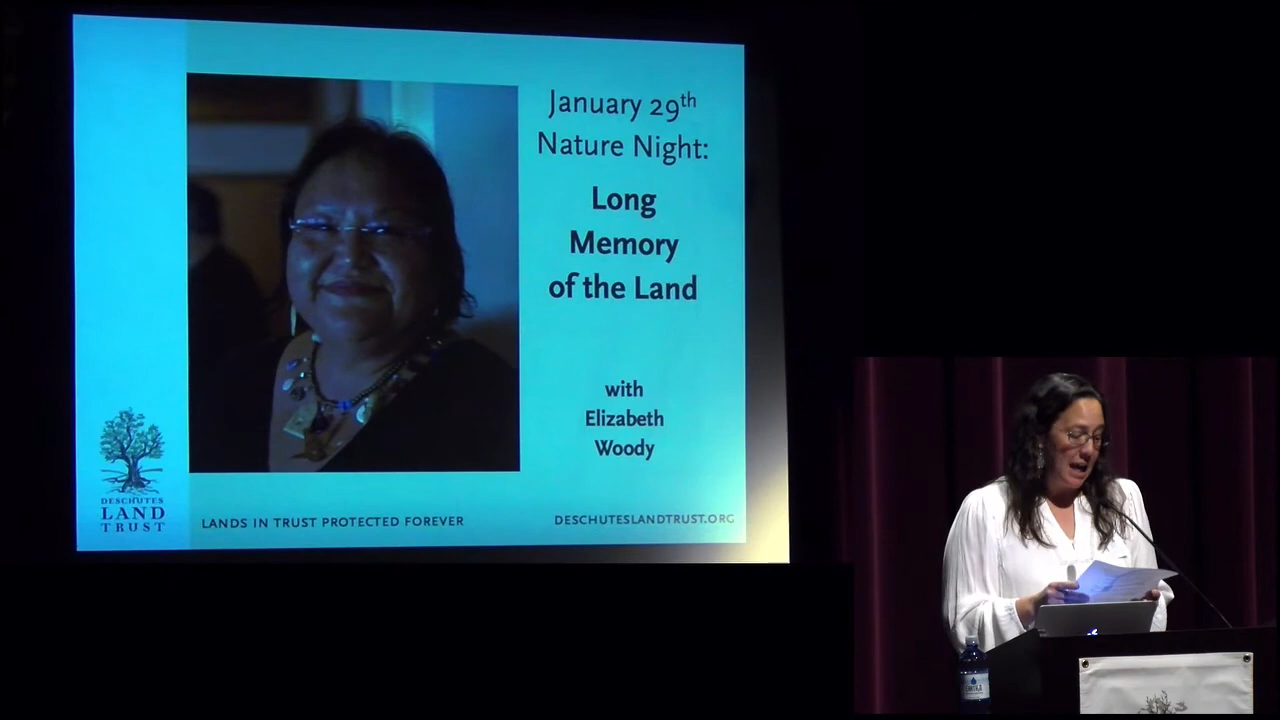 January 29th
Nature Night:
Long
Memory
of the Land
with
Elizabeth
Woody
DESCHUTES
LAND
TRUST
LANDS IN TRUST PROTECTED FOREVER
DESCHUTESLANDTRUST.ORG